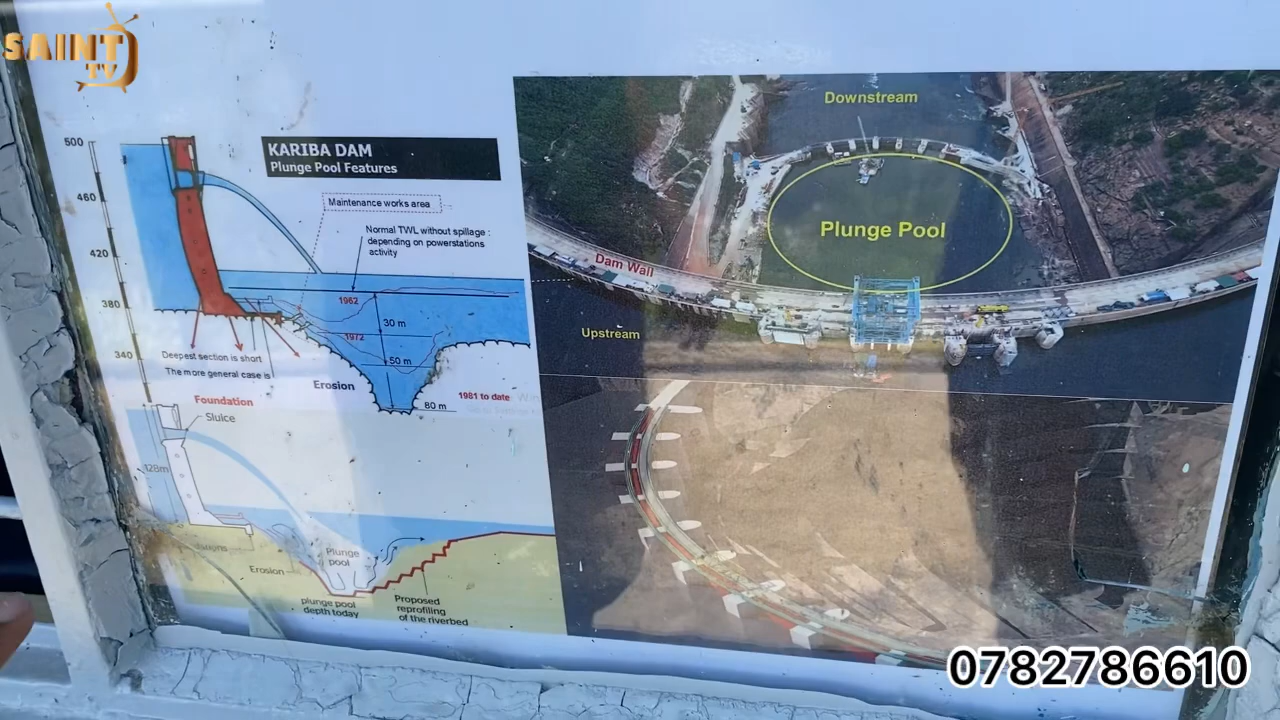 SAINT
TV
KARIBA DAM
Plunge Pool Features
500
460
420
380
340
Maintenance works area
Normal TWL without spillage :
depending on powerstations
activity
1962
30 m
1972
50 m
80 m
1981 to date
Deepest section is short
The more general case is
Erosion
Foundation
Sluice
128m
Erosion
Plunge
pool
plunge pool
depth today
Proposed
reprofiling
of the riverbed
Downstream
Plunge Pool
Dam Wall
Upstream
0782786610